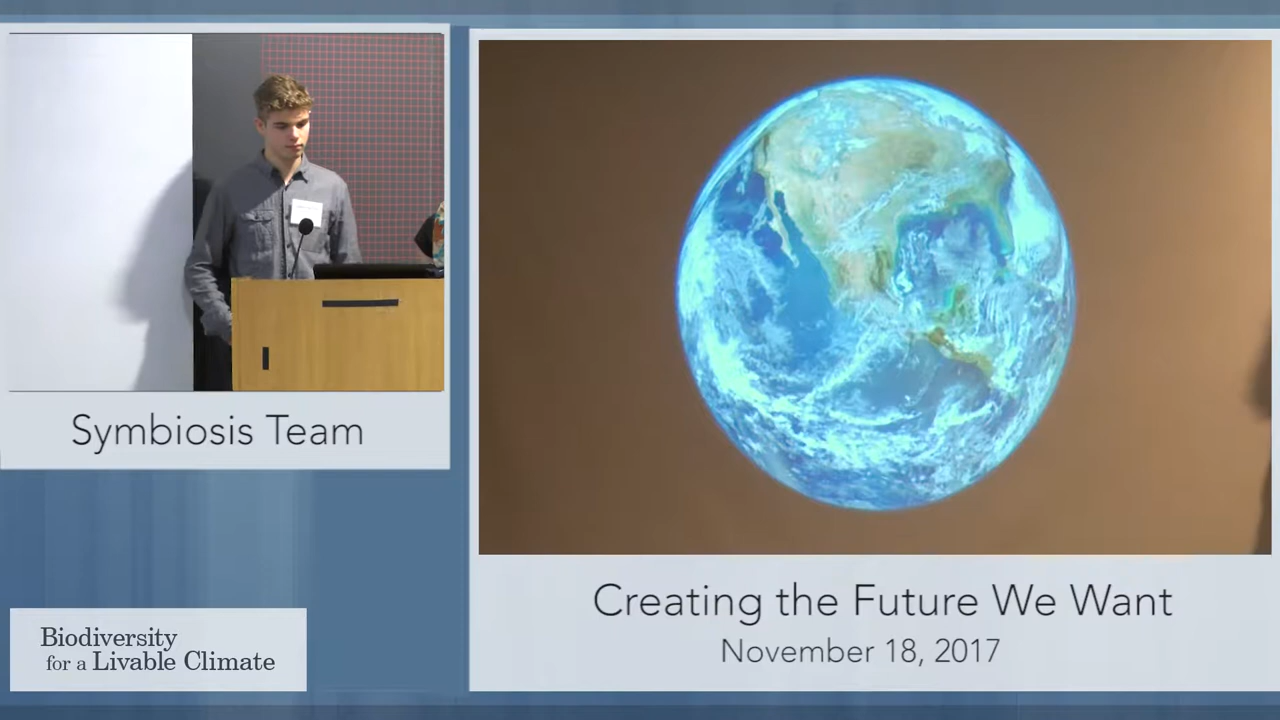 Symbiosis Team
Creating the Future We Want
November 18, 2017
Biodiversity
for a Livable Climate